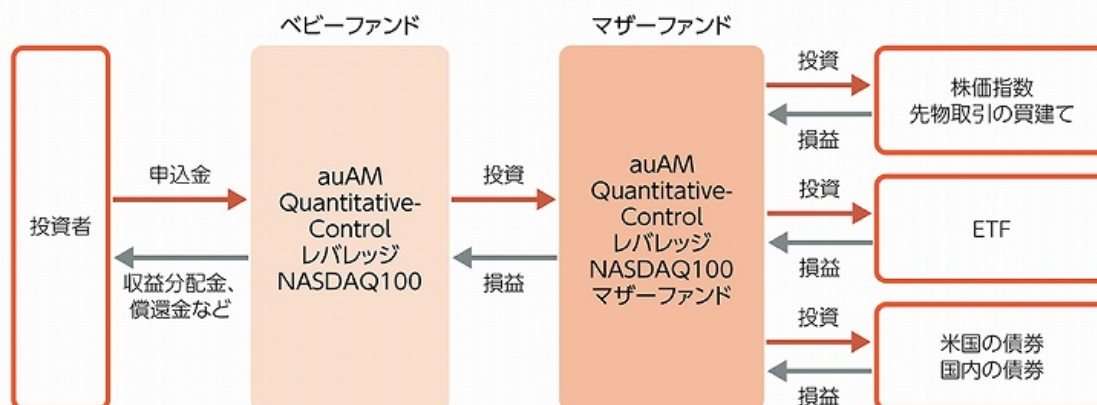 ベビーファンド
マザーファンド
投資者
申込金
収益分配金、
償還金など
auAM
Quantitative-
Control
レバレッジ
NASDAQ100
投資
損益
auAM
Quantitative-
Control
レバレッジ
NASDAQ100
マザーファンド
投資
損益
株価指数
先物取引の買建て
投資
損益
ETF
投資
損益
米国の債券
国内の債券